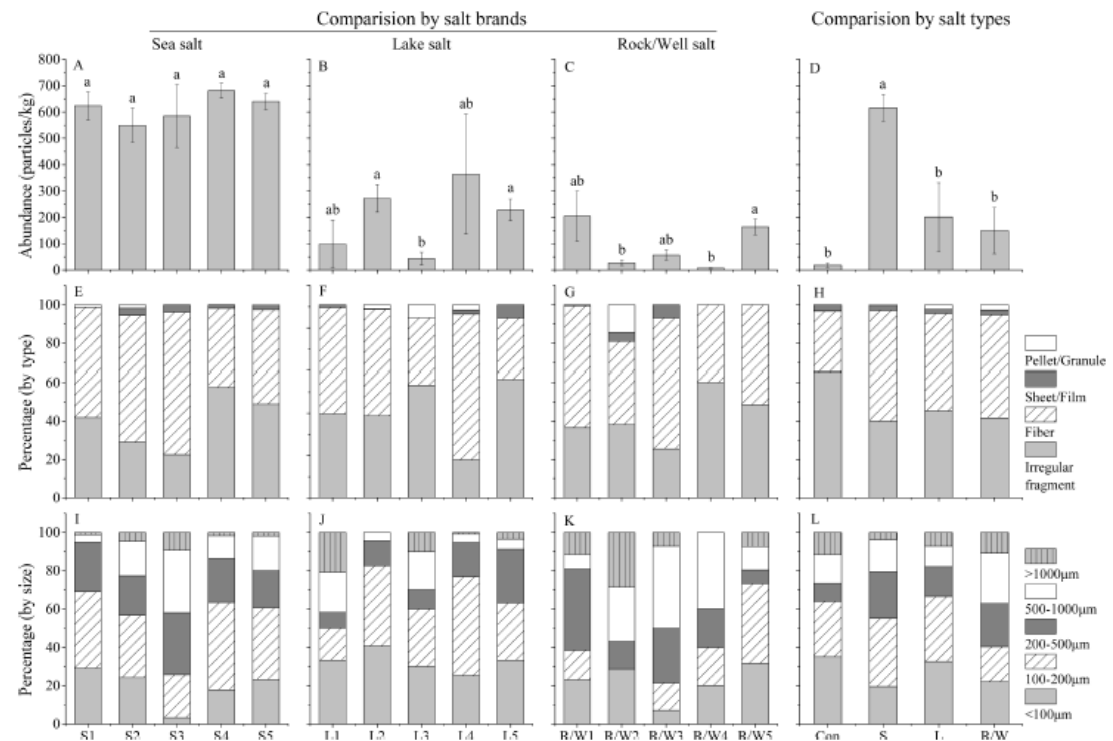 Comparision by salt brands
Comparision by salt types
Sea salt
Lake salt
Rock/Well salt
Abundance (particles/kg)
800
700
600
500
400
300
200
100
0
A
a
a
a
a
a
B
ab
a
b
ab
a
C
ab
b
ab
b
a
D
b
a
b
b
Percentage (by type)
100
80
60
40
20
0
E
F
G
H
Pellet/Granule
Sheet/Film
Fiber
Irregular
fragment
Percentage (by size)
100
80
60
40
20
0
I
J
K
L
>1000μm
500-1000μm
200-500μm
100-200μm
<100μm
S1 S2 S3 S4 S5
L1 L2 L3 L4 L5
R/W1 R/W2 R/W3 R/W4 R/W5
Con S L R/W